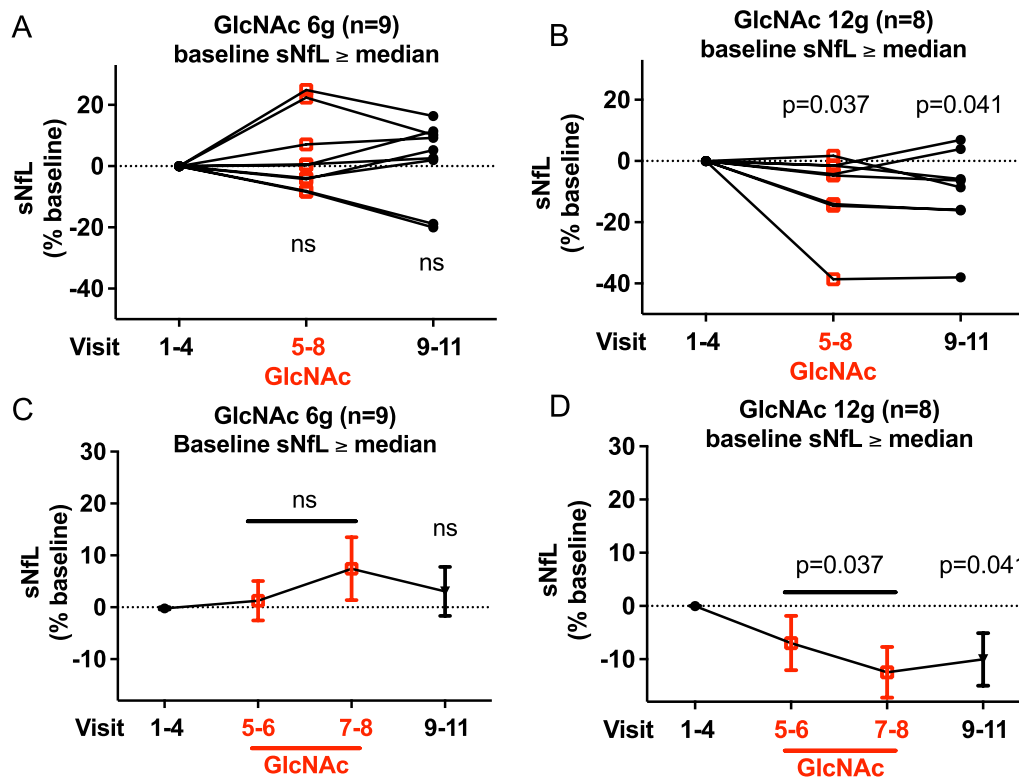 A
GlcNAc 6g (n=9)
baseline sNfL ≥ median
sNfL
(% baseline)
20
0
-20
-40
ns
ns
Visit 1-4 5-8 9-11
GlcNAc
B
GlcNAc 12g (n=8)
baseline sNfL ≥ median
sNfL
(% baseline)
20
0
-20
-40
p=0.037 p=0.041
1-4 5-8 9-11
GlcNAc
C
GlcNAc 6g (n=9)
Baseline sNfL ≥ median
sNfL
(% baseline)
30
20
10
0
-10
ns
ns
Visit 1-4 5-6 7-8 9-11
GlcNAc
D
GlcNAc 12g (n=8)
baseline sNfL ≥ median
sNfL
(% baseline)
30
20
10
0
-10
p=0.037 p=0.041
Visit 1-4 5-6 7-8 9-11
GlcNAc